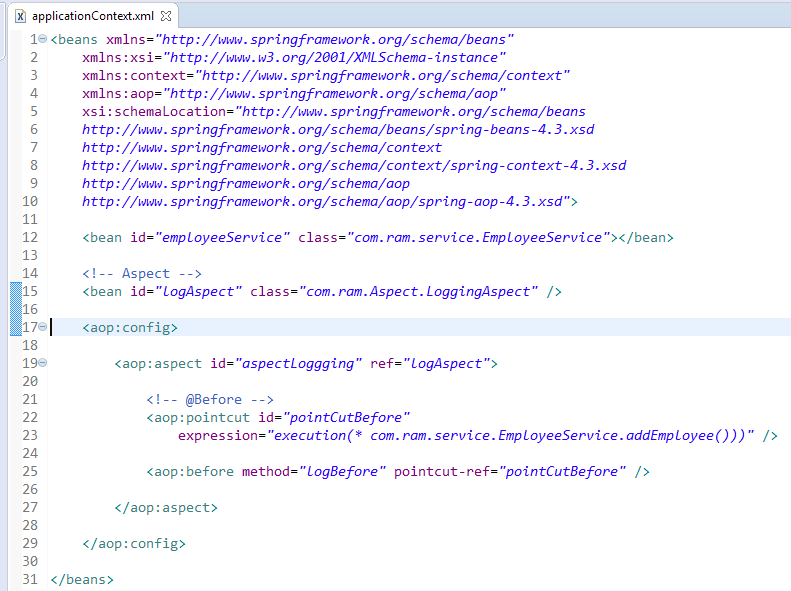 applicationContext.xml
1 <beans xmlns="http://www.springframework.org/schema/beans"
2 xmlns:xsi="http://www.w3.org/2001/XMLSchema-instance"
3 xmlns:context="http://www.springframework.org/schema/context"
4 xmlns:aop="http://www.springframework.org/schema/aop"
5 xsi:schemaLocation="http://www.springframework.org/schema/beans
6 http://www.springframework.org/schema/beans/spring-beans-4.3.xsd
7 http://www.springframework.org/schema/context
8 http://www.springframework.org/schema/context/spring-context-4.3.xsd
9 http://www.springframework.org/schema/aop
10 http://www.springframework.org/schema/aop/spring-aop-4.3.xsd">
11
12 <bean id="employeeService" class="com.ram.service.EmployeeService"></bean>
13
14 <!-- Aspect -->
15 <bean id="logAspect" class="com.ram.Aspect.LoggingAspect" />
16
17 <aop:config>
18
19 <aop:aspect id="aspectLoggging" ref="logAspect">
20
21 <!-- @Before -->
22 <aop:pointcut id="pointCutBefore"
23 expression="execution(* com.ram.service.EmployeeService.addEmployee()))" />
24
25 <aop:before method="logBefore" pointcut-ref="pointCutBefore" />
26
27 </aop:aspect>
28
29 </aop:config>
30
31 </beans>